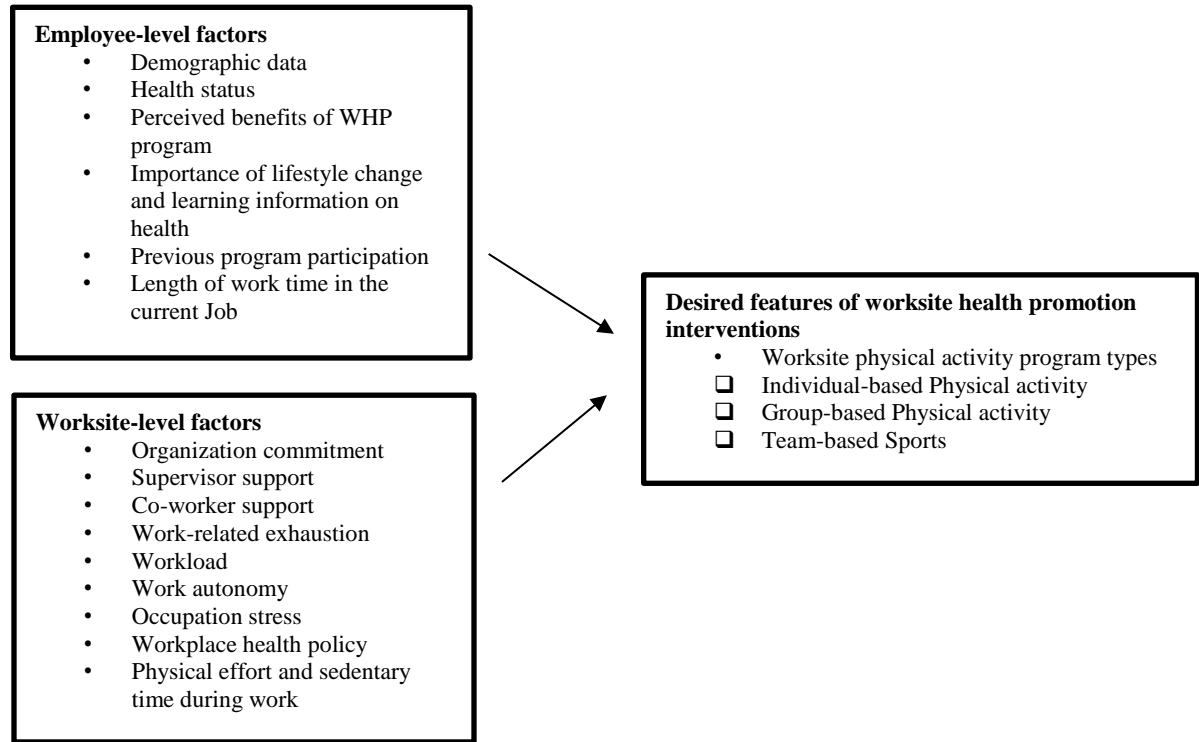 Employee-level factors
• Demographic data
• Health status
• Perceived benefits of WHP
program
• Importance of lifestyle change
and learning information on
health
• Previous program participation
• Length of work time in the
current Job
Worksite-level factors
• Organization commitment
• Supervisor support
• Co-worker support
• Work-related exhaustion
• Workload
• Work autonomy
• Occupation stress
• Workplace health policy
• Physical effort and sedentary
time during work
Desired features of worksite health promotion
interventions
• Worksite physical activity program types
❑ Individual-based Physical activity
❑ Group-based Physical activity
❑ Team-based Sports